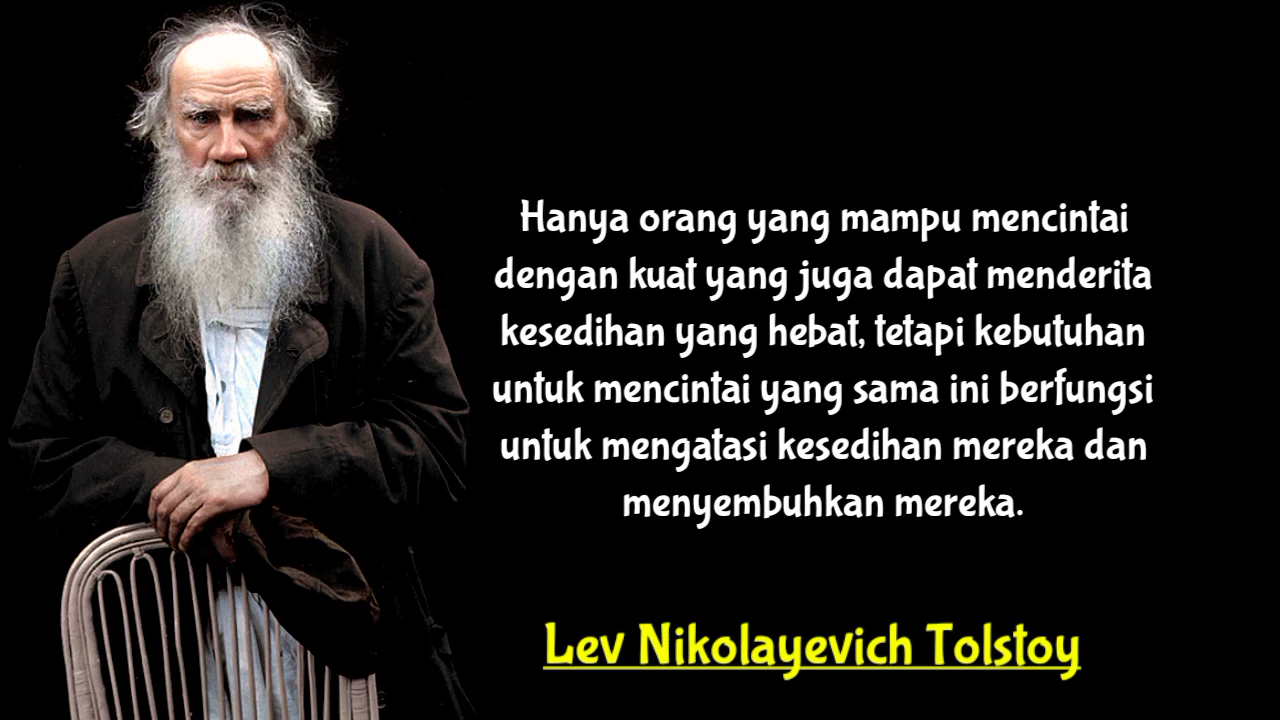 Hanya orang yang mampu mencintai
dengan kuat yang juga dapat menderita
kesedihan yang hebat, tetapi kebutuhan
untuk mencintai yang sama ini berfungsi
untuk mengatasi kesedihan mereka dan
menyembuhkan mereka.
Lev Nikolayevich Tolstoy